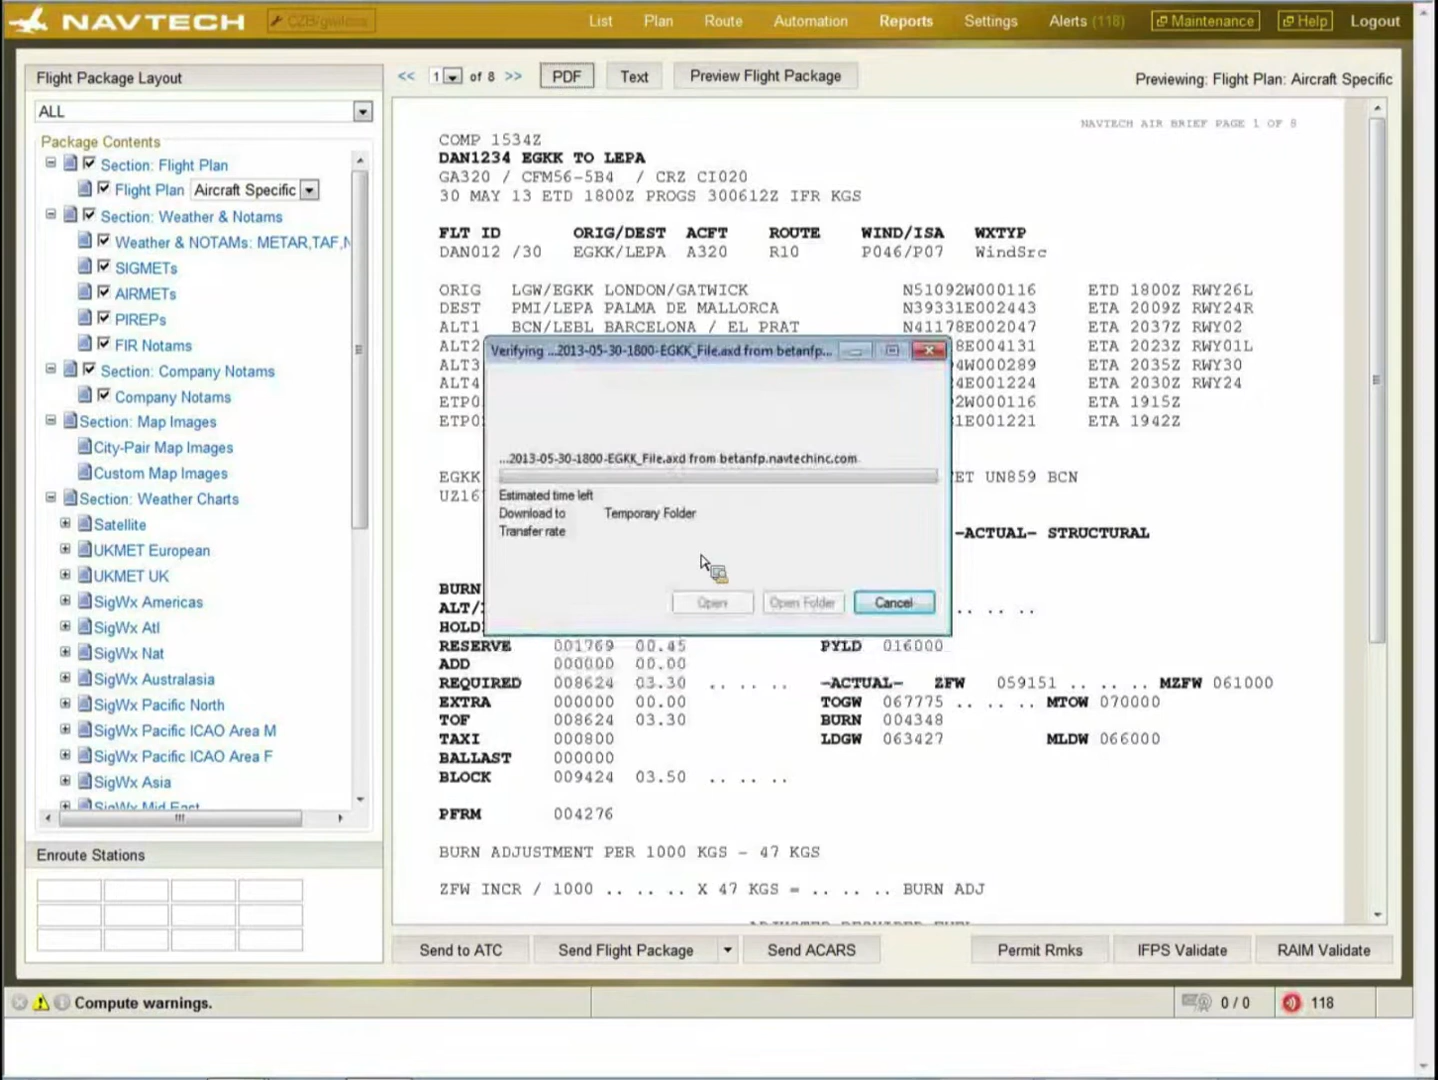 NAVTECH
List Plan Route Automation Reports Settings Alerts (118) Maintenance Help Logout
Flight Package Layout
<< 1 of 8 >> PDF Text Preview Flight Package
Previewing: Flight Plan: Aircraft Specific
ALL
Package Contents
Section: Flight Plan
Flight Plan Aircraft Specific
Section: Weather & Notams
Weather & NOTAMs: METAR,TAF,N
SIGMETs
AIRMETs
PIREPs
FIR Notams
Section: Company Notams
Company Notams
Section: Map Images
City-Pair Map Images
Custom Map Images
Section: Weather Charts
Satellite
UKMET European
UKMET UK
SigWx Americas
SigWx Atl
SigWx Nat
SigWx Australasia
SigWx Pacific North
SigWx Pacific ICAO Area M
SigWx Pacific ICAO Area F
SigWx Asia
SigWx Mid East
Enroute Stations
NAVTECH AIR BRIEF PAGE 1 OF 8
COMP 1534Z
DAN1234 EGKK TO LEPA
GA320 / CFM56-5B4 / CRZ CI020
30 MAY 13 ETD 1800Z PROGS 300612Z IFR KGS
FLT ID ORIG/DEST ACFT ROUTE WIND/ISA WXTYP
DAN012 /30 EGKK/LEPA A320 R10 P046/P07 WindSrc
ORIG LGW/EGKK LONDON/GATWICK N51092W000116 ETD 1800Z RWY26L
DEST PMI/LEPA PALMA DE MALLORCA N39331E002443 ETA 2009Z RWY24R
ALT1 BCN/LEBL BARCELONA / EL PRAT N41178E002047 ETA 2037Z RWY02
ALT2 8E004131 ETA 2023Z RWY01L
ALT3 4W000289 ETA 2035Z RWY30
ALT4 4E001224 ETA 2030Z RWY24
ETP0 2W000116 ETA 1915Z
ETP0 1E001221 ETA 1942Z
Verifying ...2013-05-30-1800-EGKK_File.axd from betanfp...
...2013-05-30-1800-EGKK_File.axd from betanfp.navtechinc.com
Estimated time left
Download to Temporary Folder
Transfer rate
Open Open Folder Cancel
EGKK ET UN859 BCN
UZ16
-ACTUAL- STRUCTURAL
BURN
ALT/ .. .. ..
HOLD
RESERVE 001769 00.45 PYLD 016000
ADD 000000 00.00
REQUIRED 008624 03.30 .. .. .. -ACTUAL- ZFW 059151 .. .. .. MZFW 061000
EXTRA 000000 00.00 TOGW 067775 .. .. .. MTOW 070000
TOF 008624 03.30 BURN 004348
TAXI 000800 LDGW 063427 MLDW 066000
BALLAST 000000
BLOCK 009424 03.50 .. .. ..
PFRM 004276
BURN ADJUSTMENT PER 1000 KGS - 47 KGS
ZFW INCR / 1000 .. .. .. X 47 KGS = .. .. .. BURN ADJ
ADJUSTED REQUIRED FUEL
Send to ATC Send Flight Package Send ACARS Permit Rmks IFPS Validate RAIM Validate
Compute warnings.
0 / 0 118